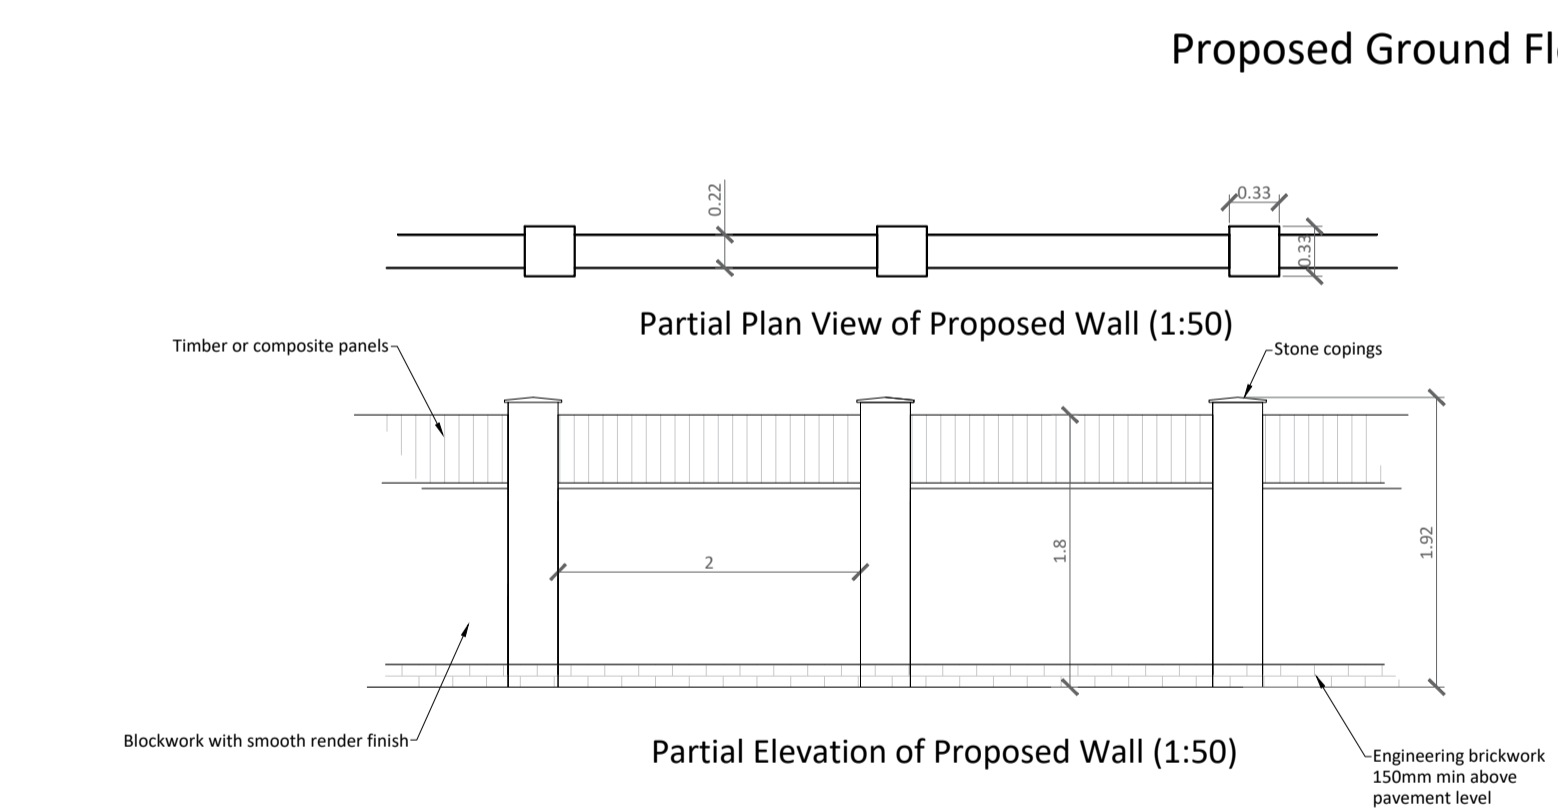 Proposed Ground Fl
0.22
0.33
0.33
Partial Plan View of Proposed Wall (1:50)
Timber or composite panels
Stone copings
2
1.8
1.92
Blockwork with smooth render finish
Partial Elevation of Proposed Wall (1:50)
Engineering brickwork
150mm min above
pavement level